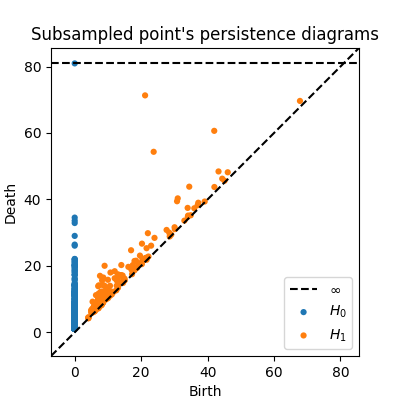 Subsampled point's persistence diagrams
80
60
40
20
0
Death
0 20 40 60 80
Birth
∞
H₀
H₁